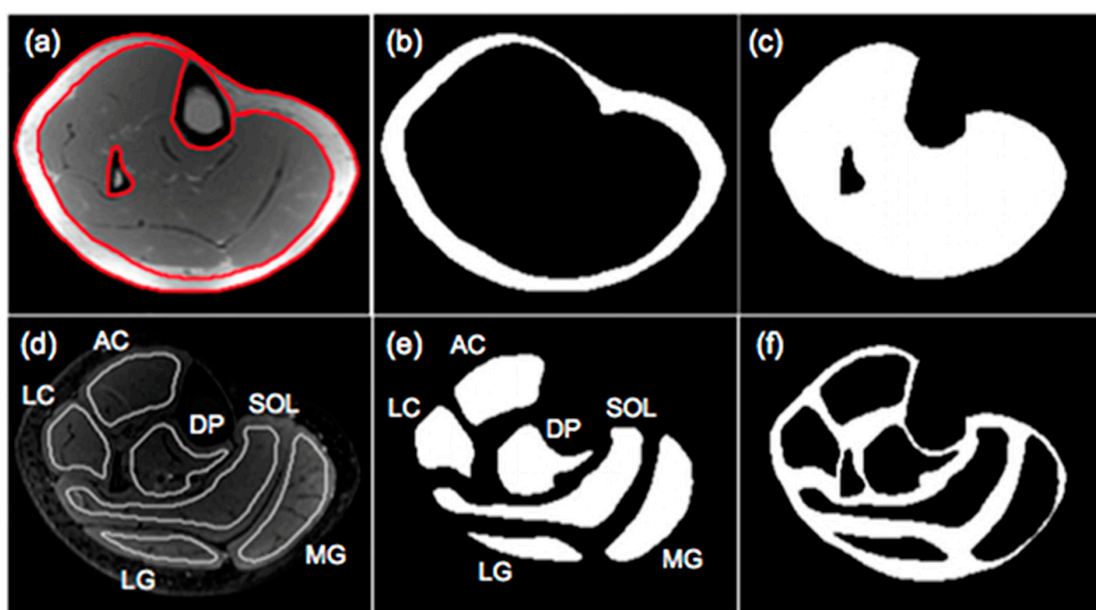 (a) (b) (c)
(d) AC (e) AC (f)
LC SOL LC SOL
DP DP
MG
LG LG MG